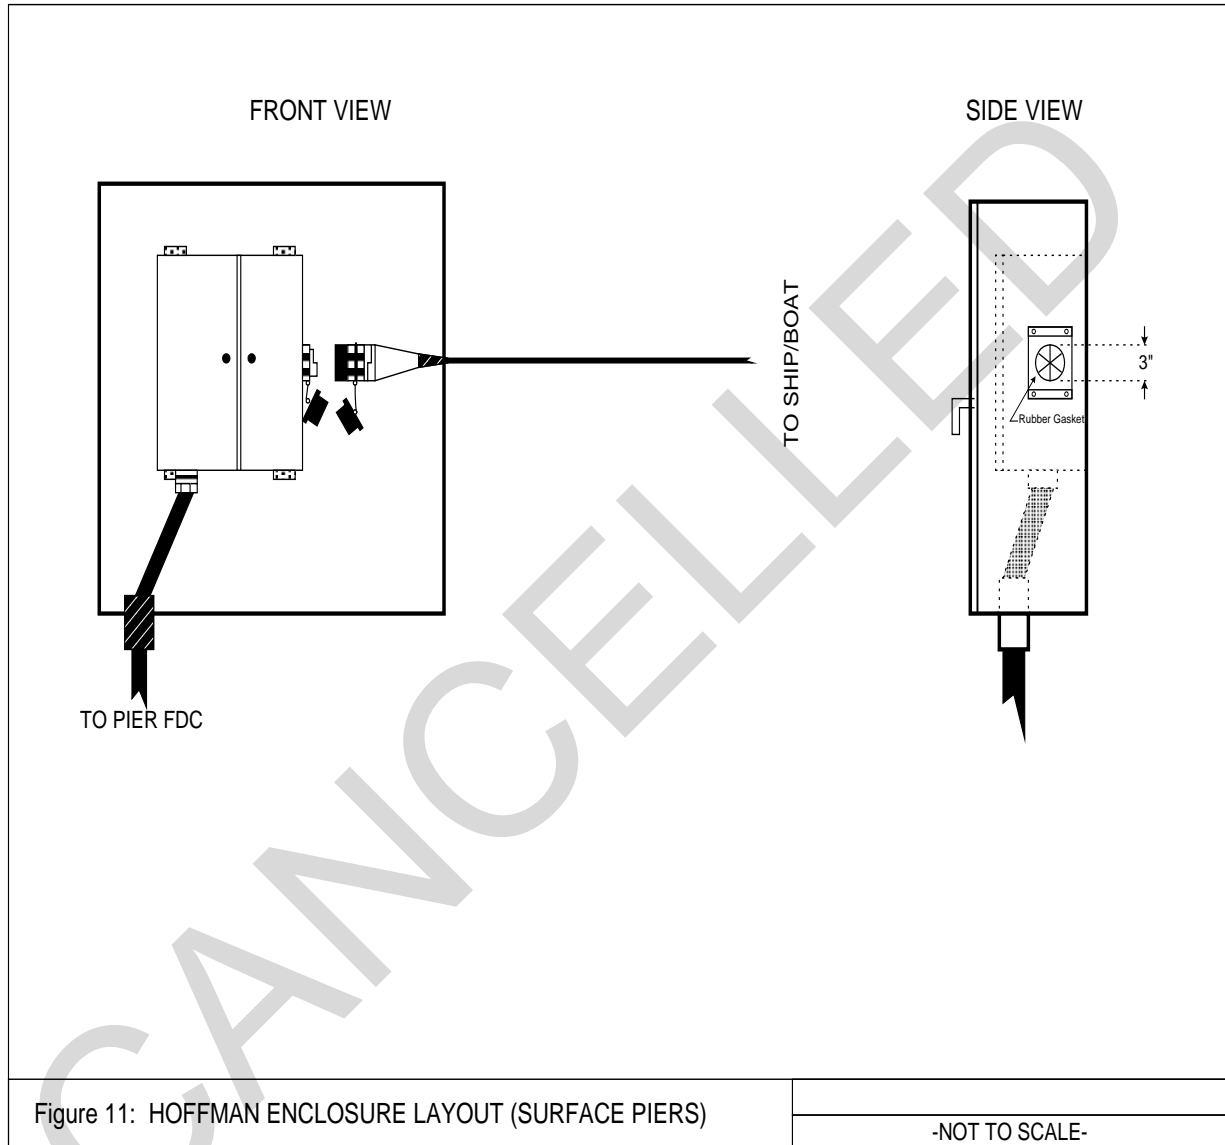 FRONT VIEW
SIDE VIEW
TO SHIP/BOAT
3"
Rubber Gasket
TO PIER FDC
CANCELLED
Figure 11: HOFFMAN ENCLOSURE LAYOUT (SURFACE PIERS)
-NOT TO SCALE-